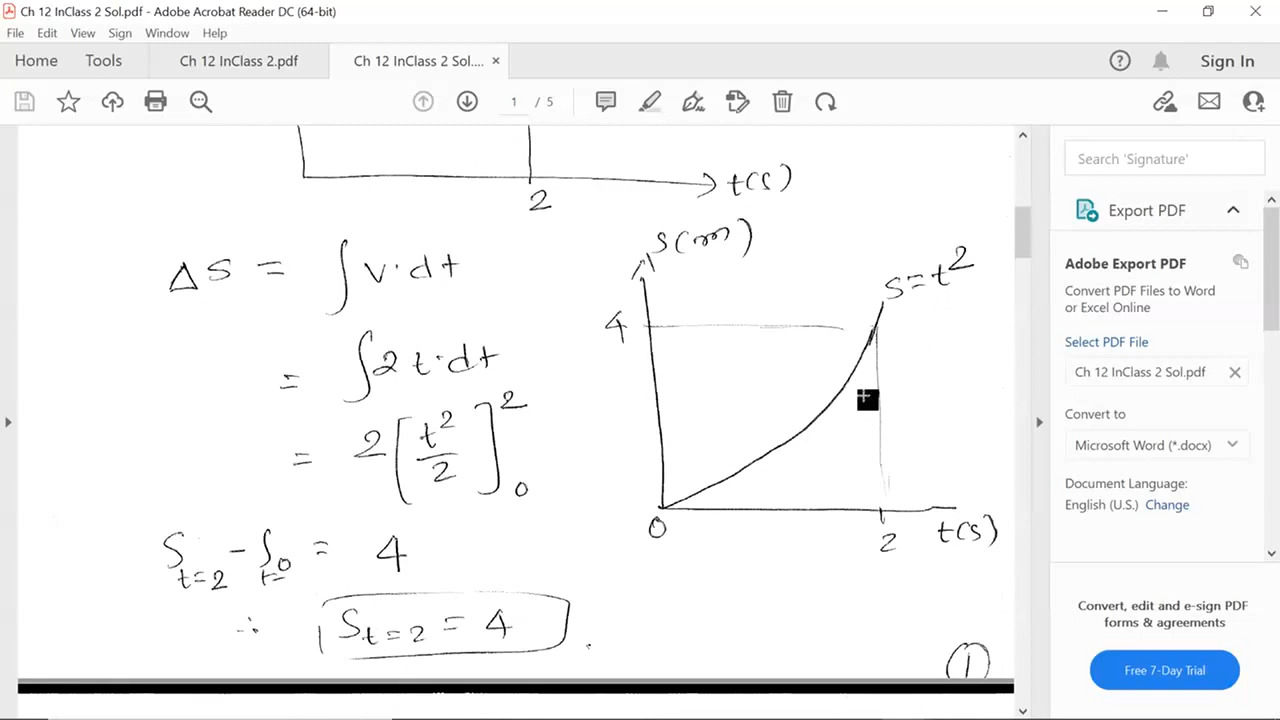 Ch 12 InClass 2 Sol.pdf - Adobe Acrobat Reader DC (64-bit)
File Edit View Sign Window Help
Home Tools Ch 12 InClass 2.pdf Ch 12 InClass 2 Sol.... × Sign In
1 / 5
t(s)
2
Δs = ∫ v·dt
= ∫ 2t·dt
= 2 [t²/2]²₀
S t=2 - S t=0 = 4
∴ S t=2 = 4
s(m)
s=t²
4
0
2
t(s)
1
Search 'Signature'
Export PDF
Adobe Export PDF
Convert PDF Files to Word
or Excel Online
Select PDF File
Ch 12 InClass 2 Sol.pdf
Convert to
Microsoft Word (*.docx)
Document Language:
English (U.S.) Change
Convert, edit and e-sign PDF
forms & agreements
Free 7-Day Trial